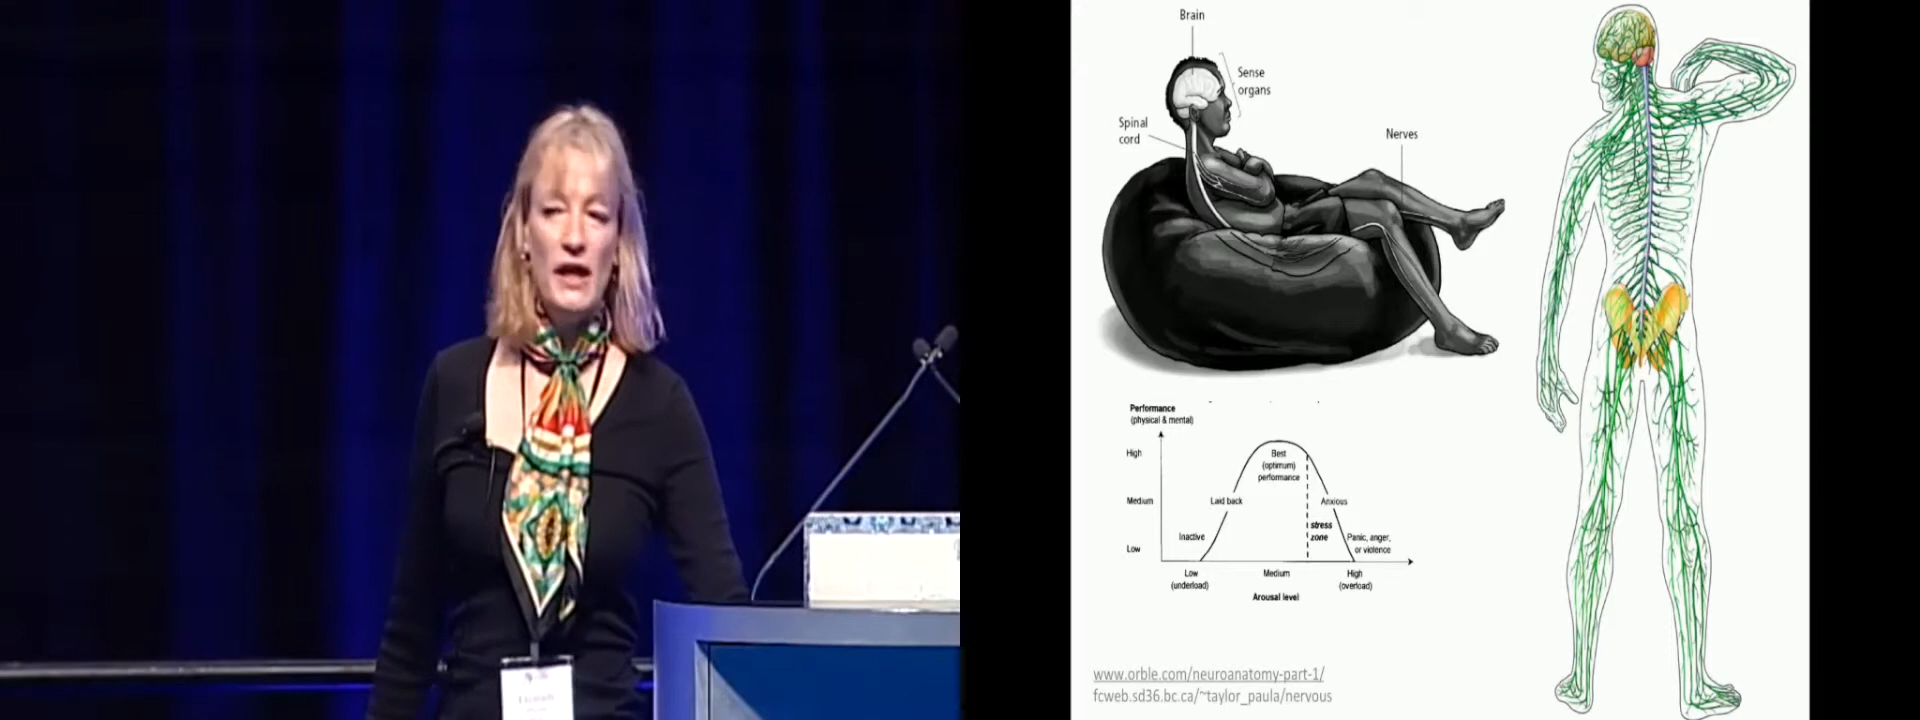 Brain
Sense
organs
Spinal
cord
Nerves
Performance
(physical & mental)
High
Medium
Low
Best
(optimum)
performance
Laid back
Anxious
Inactive
stress
zone
Panic, anger,
or violence
Low
(underload)
Medium
High
(overload)
Arousal level
www.orble.com/neuroanatomy-part-1/
fcweb.sd36.bc.ca/~taylor_paula/nervous